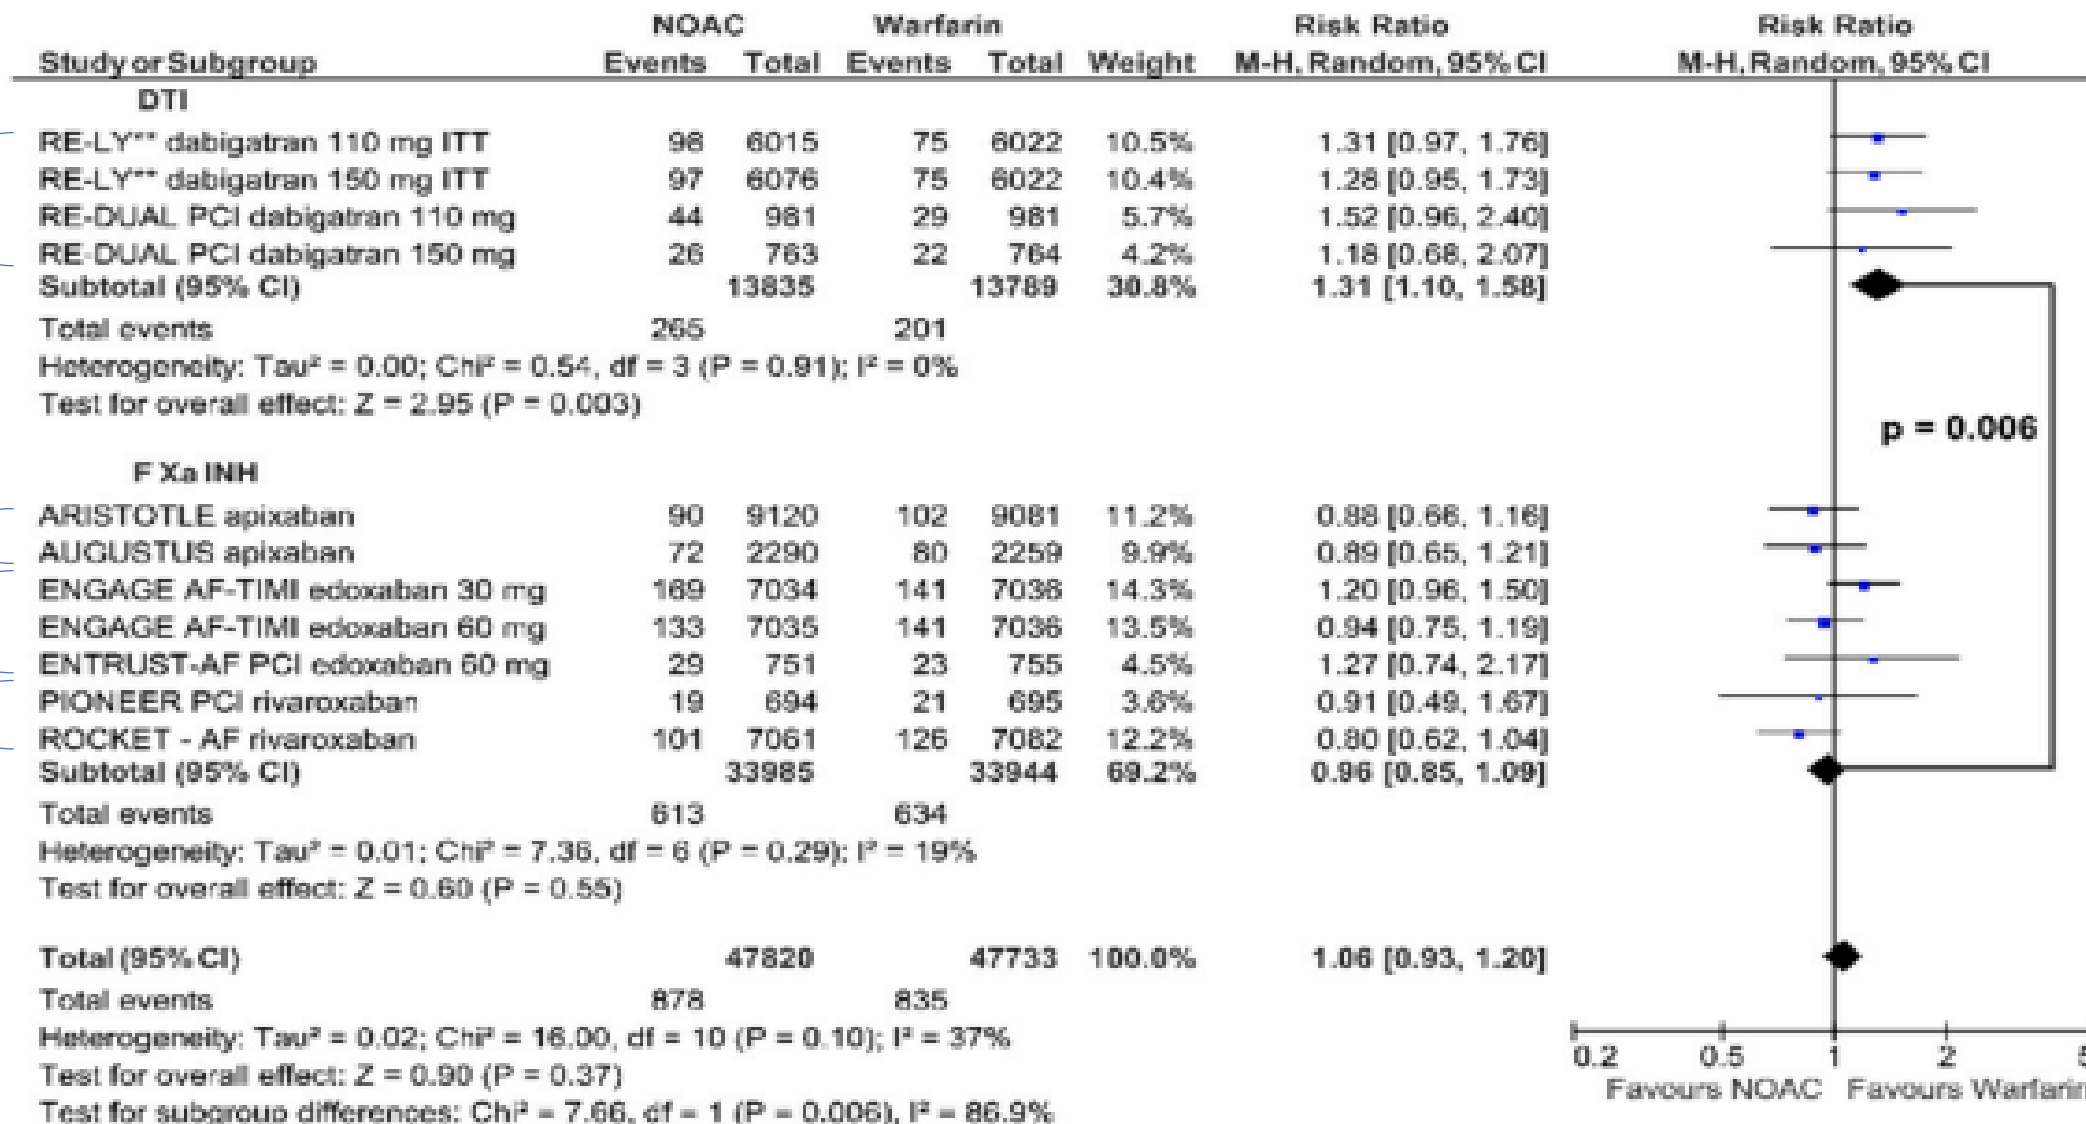 NOAC Warfarin Risk Ratio Risk Ratio
Study or Subgroup Events Total Events Total Weight M-H, Random, 95% CI M-H, Random, 95% CI
DTI
RE-LY** dabigatran 110 mg ITT 98 6015 75 6022 10.5% 1.31 [0.97, 1.76]
RE-LY** dabigatran 150 mg ITT 97 6076 75 6022 10.4% 1.28 [0.95, 1.73]
RE-DUAL PCI dabigatran 110 mg 44 981 29 981 5.7% 1.52 [0.96, 2.40]
RE-DUAL PCI dabigatran 150 mg 26 763 22 764 4.2% 1.18 [0.68, 2.07]
Subtotal (95% CI) 13835 13789 30.8% 1.31 [1.10, 1.58]
Total events 265 201
Heterogeneity: Tau² = 0.00; Chi² = 0.54, df = 3 (P = 0.91); I² = 0%
Test for overall effect: Z = 2.95 (P = 0.003)
p = 0.006
F Xa INH
ARISTOTLE apixaban 90 9120 102 9081 11.2% 0.88 [0.66, 1.16]
AUGUSTUS apixaban 72 2290 80 2259 9.9% 0.89 [0.65, 1.21]
ENGAGE AF-TIMI edoxaban 30 mg 169 7034 141 7036 14.3% 1.20 [0.96, 1.50]
ENGAGE AF-TIMI edoxaban 60 mg 133 7035 141 7036 13.5% 0.94 [0.75, 1.19]
ENTRUST-AF PCI edoxaban 60 mg 29 751 23 755 4.5% 1.27 [0.74, 2.17]
PIONEER PCI rivaroxaban 19 694 21 695 3.6% 0.91 [0.49, 1.67]
ROCKET - AF rivaroxaban 101 7061 126 7082 12.2% 0.80 [0.62, 1.04]
Subtotal (95% CI) 33985 33944 69.2% 0.96 [0.85, 1.09]
Total events 613 634
Heterogeneity: Tau² = 0.01; Chi² = 7.36, df = 6 (P = 0.29); I² = 19%
Test for overall effect: Z = 0.60 (P = 0.55)
Total (95% CI) 47820 47733 100.0% 1.06 [0.93, 1.20]
Total events 878 835
Heterogeneity: Tau² = 0.02; Chi² = 16.00, df = 10 (P = 0.10); I² = 37%
Test for overall effect: Z = 0.90 (P = 0.37)
Test for subgroup differences: Chi² = 7.66, df = 1 (P = 0.006), I² = 86.9%
0.2 0.5 1 2 5
Favours NOAC Favours Warfarin